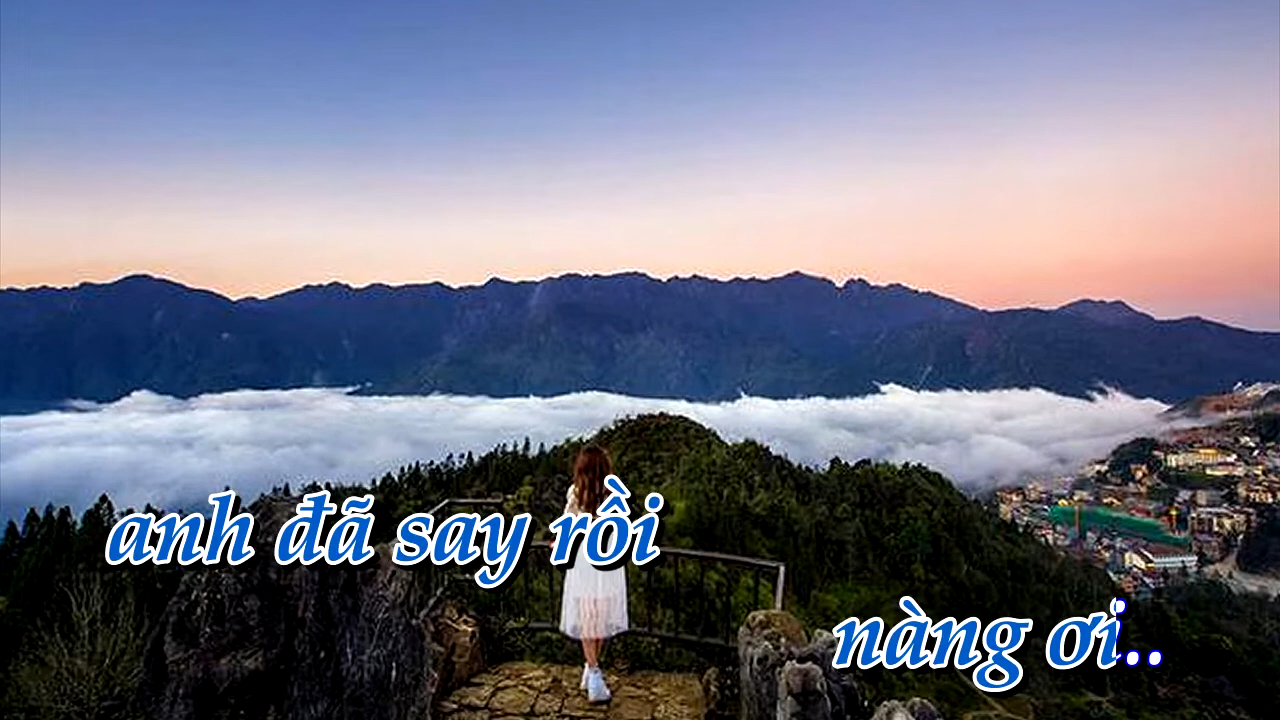 anh đã say rồi
nàng ơi..